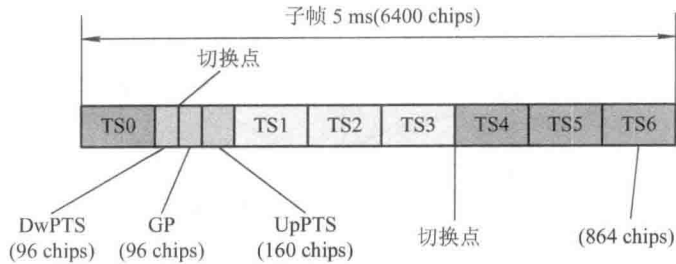 子帧 5 ms(6400 chips)
切换点
TS0 TS1 TS2 TS3 TS4 TS5 TS6
DwPTS GP UpPTS 切换点 (864 chips)
(96 chips) (96 chips) (160 chips)